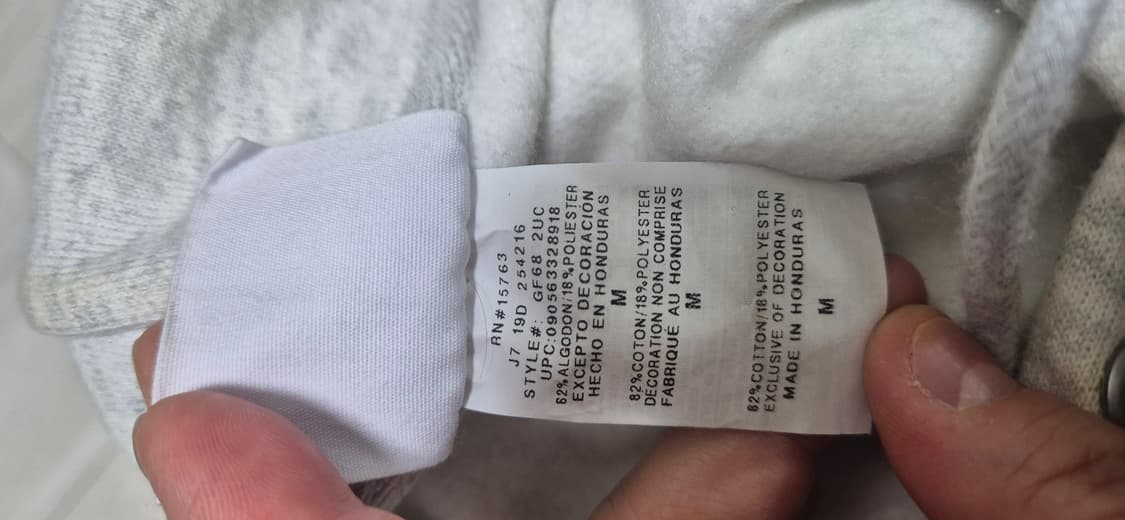 RN#15763
J7 19D 254216
STYLE#: GF68 2UC
UPC:090563328918
82%ALGODON/18%POLIESTER
EXCEPTO DECORACIÓN
HECHO EN HONDURAS
M
82%COTON/18%POLYESTER
DECORATION NON COMPRISE
FABRIQUÉ AU HONDURAS
M
82%COTTON/18%POLYESTER
EXCLUSIVE OF DECORATION
MADE IN HONDURAS
M